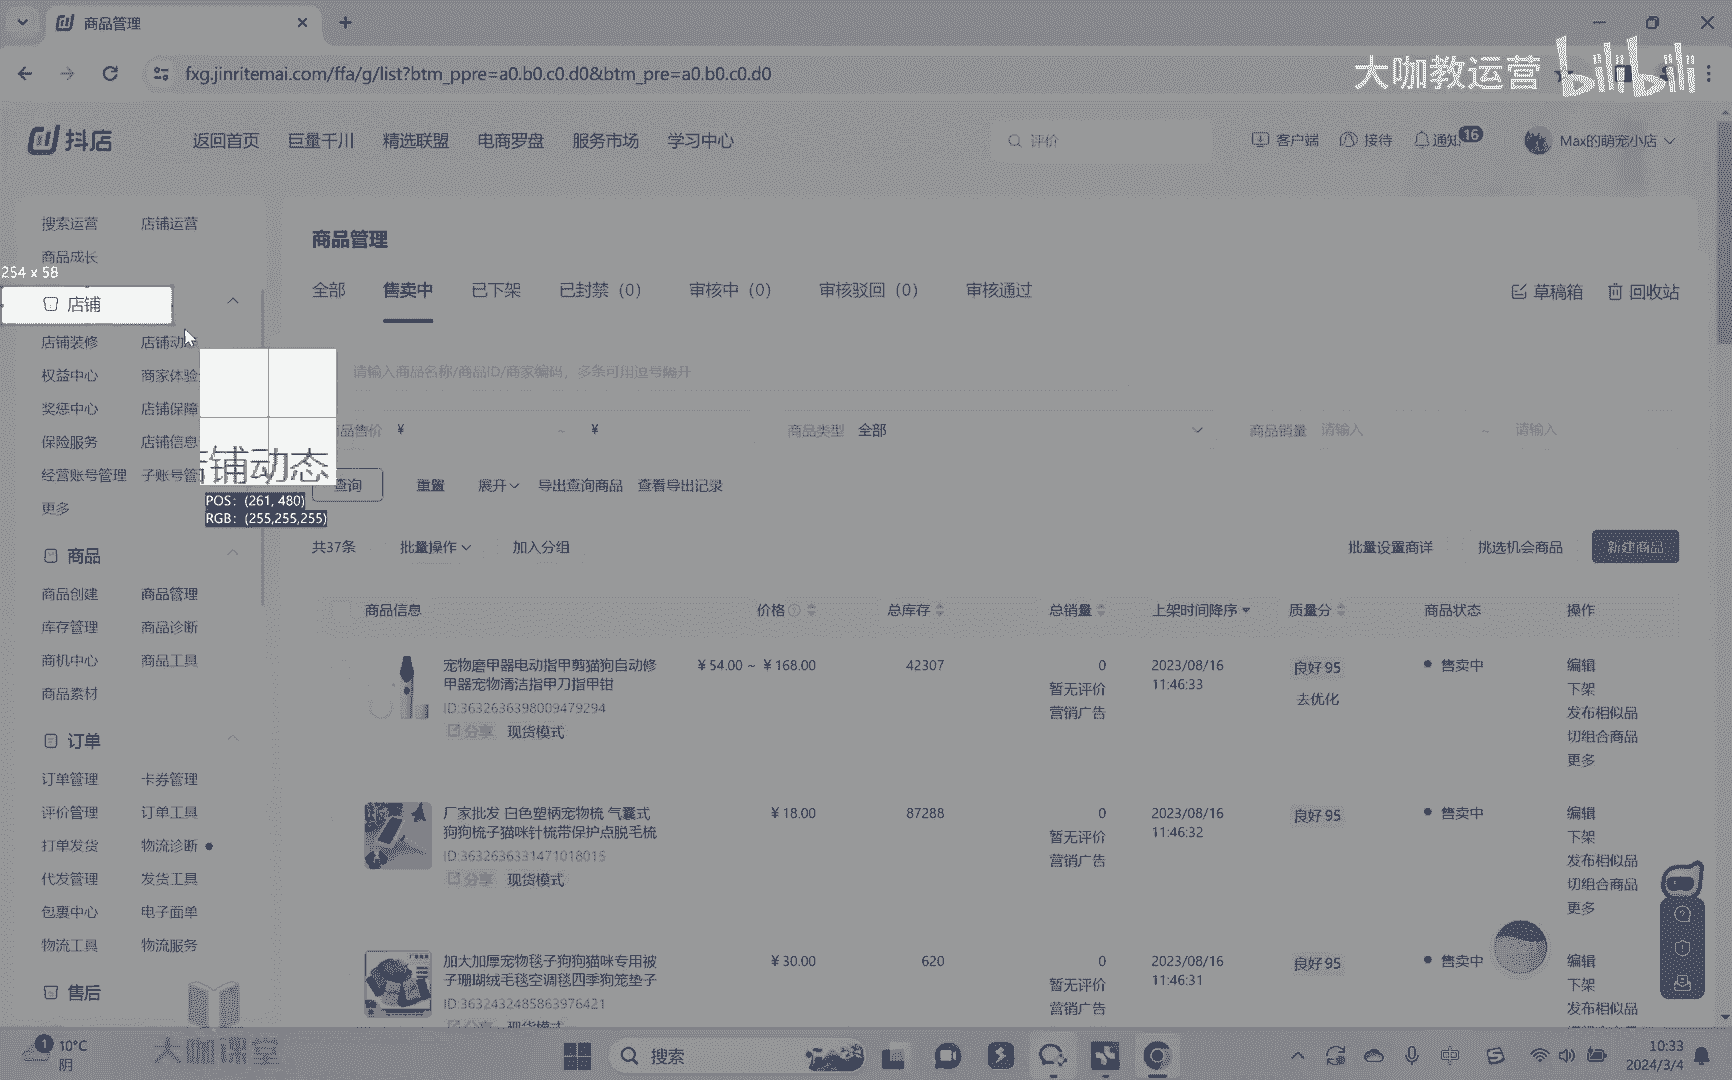 商品管理
fxg.jinritemai.com/ffa/g/list?btm_ppre=a0.b0.c0.d0&btm_pre=a0.b0.c0.d0
大咖教运营 bilibili
抖店 返回首页 巨量千川 精选联盟 电商罗盘 服务市场 学习中心 评价 客户端 接待 通知 16 Max的萌宠小店
搜索运营 店铺运营
商品成长
254 x 58
店铺
店铺装修
权益中心 商家体验
奖惩中心 店铺保障
保险服务 店铺信息
经营账号管理
更多
铺动态
POS: (261, 480)
RGB: (255,255,255)
商品
商品创建 商品管理
库存管理 商品诊断
商机中心 商品工具
商品素材
订单
订单管理 卡券管理
评价管理 订单工具
打单发货 物流诊断
代发管理 发货工具
包裹中心 电子面单
物流工具 物流服务
售后
商品管理
全部 售卖中 已下架 已封禁（0） 审核中（0） 审核驳回（0） 审核通过 草稿箱 回收站
请输入商品名称/商品ID/商家编码，多条可用逗号隔开
品售价 ¥ ~ ¥ 商品类型 全部 商品销量 请输入 ~ 请输入
查询 重置 展开 导出查询商品 查看导出记录
共37条 批量操作 加入分组 批量设置商详 挑选机会商品 新建商品
商品信息 价格 总库存 总销量 上架时间降序 质量分 商品状态 操作
宠物磨甲器电动指甲剪猫狗自动修 ¥54.00 ~ ¥168.00 42307 0 2023/08/16 良好95 售卖中 编辑
甲器宠物清洁指甲刀指甲钳 暂无评价 11:46:33 去优化 下架
ID:3632636398009479294 营销广告 发布相似品
分享 现货模式 切组合商品
更多
厂家批发 白色塑柄宠物梳 气囊式 ¥18.00 87288 0 2023/08/16 良好95 售卖中 编辑
狗狗梳子猫咪针梳带保护点脱毛梳 暂无评价 11:46:32 下架
ID:3632636331471018015 营销广告 发布相似品
分享 现货模式 切组合商品
更多
加大加厚宠物毯子狗狗猫咪专用被 ¥30.00 620 0 2023/08/16 良好95 售卖中 编辑
子珊瑚绒毛毯空调毯四季狗笼垫子 暂无评价 11:46:31 下架
ID:3632432485863976421 营销广告 发布相似品
分享 现货模式
大咖课堂
1 10°C
阴
搜索
中
10:33
2024/3/4